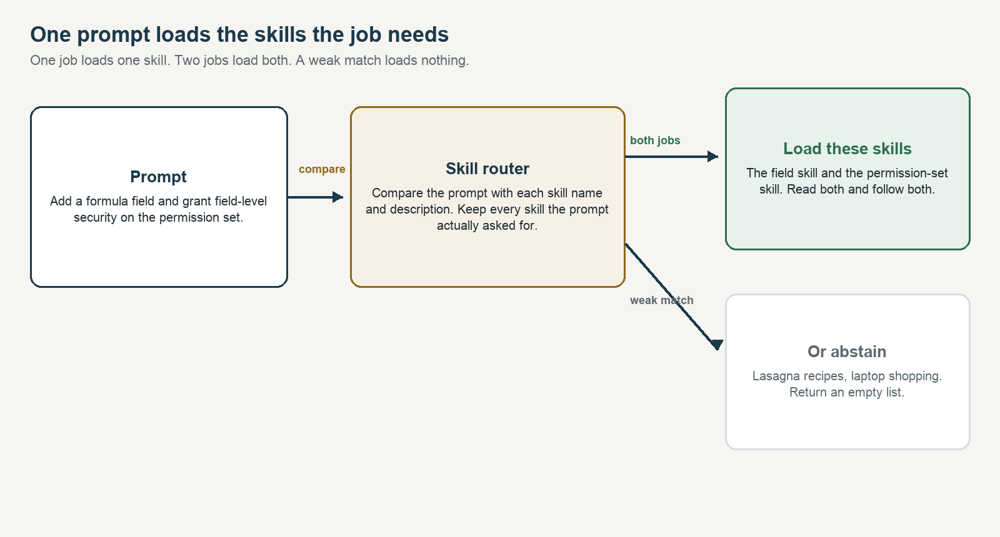 One prompt loads the skills the job needs
One job loads one skill. Two jobs load both. A weak match loads nothing.
Prompt
Add a formula field and grant field-level
security on the permission set.
compare
Skill router
Compare the prompt with each skill name
and description. Keep every skill the prompt
actually asked for.
both jobs
Load these skills
The field skill and the permission-set
skill. Read both and follow both.
weak match
Or abstain
Lasagna recipes, laptop shopping.
Return an empty list.